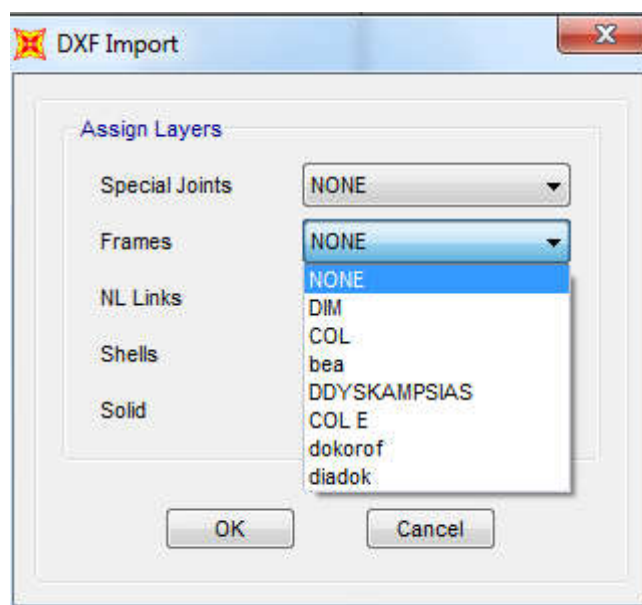 DXF Import
Assign Layers
Special Joints NONE
Frames NONE
NONE
NL Links
DIM
COL
Shells
bea
DDYSKAMPSIAS
Solid
COL E
dokorof
diadok
OK Cancel